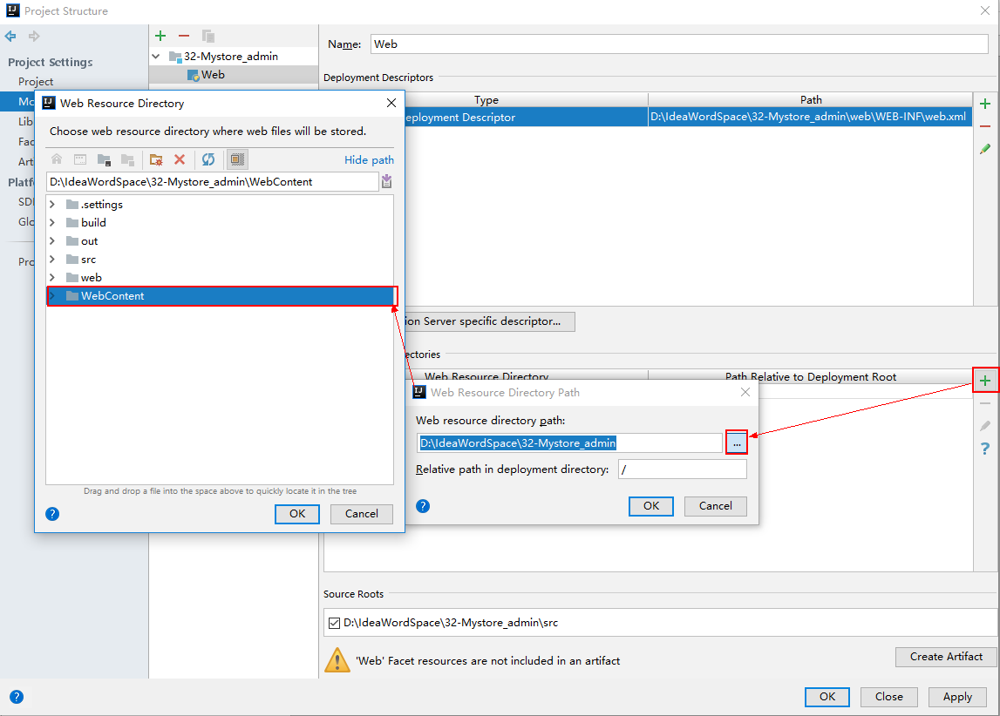 Project Structure
Project Settings
Project
Mo
Lib
Fac
Art
Platf
SDI
Glo
Pro
32-Mystore_admin
Web
Name: Web
Deployment Descriptors
Type Path
eployment Descriptor D:\IdeaWordSpace\32-Mystore_admin\web\WEB-INF\web.xml
ion Server specific descriptor...
ectories
Web Resource Directory Path Relative to Deployment Root
Web Resource Directory
Choose web resource directory where web files will be stored.
Hide path
D:\IdeaWordSpace\32-Mystore_admin\WebContent
.settings
build
out
src
web
WebContent
Drag and drop a file into the space above to quickly locate it in the tree
OK Cancel
Web Resource Directory Path
Web resource directory path:
D:\IdeaWordSpace\32-Mystore_admin ...
Relative path in deployment directory: /
OK Cancel
Source Roots
D:\IdeaWordSpace\32-Mystore_admin\src
'Web' Facet resources are not included in an artifact Create Artifact
OK Close Apply